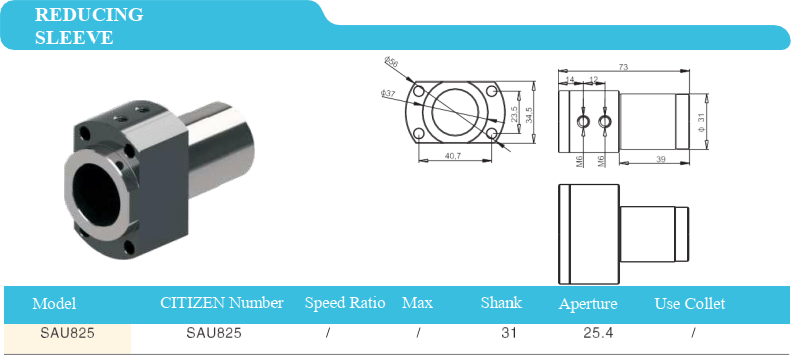 REDUCING
SLEEVE
Φ56
Φ37
23,5
34,5
40,7
73
14 12
Φ 31
M6 M6
39
Model CITIZEN Number Speed Ratio Max Shank Aperture Use Collet
SAU825 SAU825 / / 31 25.4 /